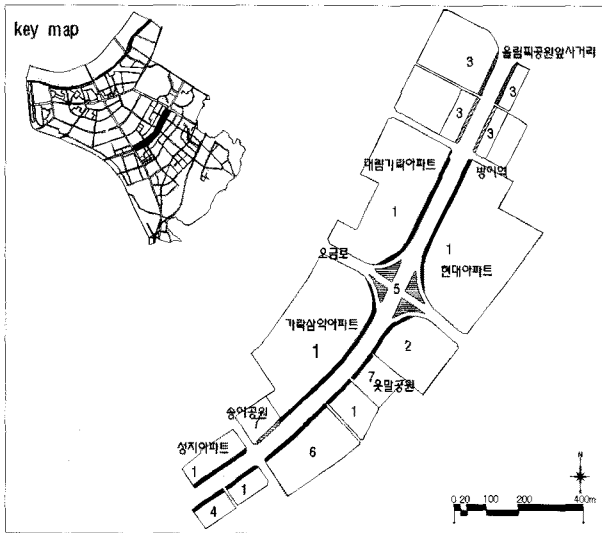 key map
올림픽공원앞사거리
3
3
3
3
방이역
대림가락아파트
1
1
현대아파트
오금로
5
가락삼익아파트
1
2
7
옷말공원
1
송이공원
7
6
성지아파트
1
1
4
N
0 20 100 200 400m